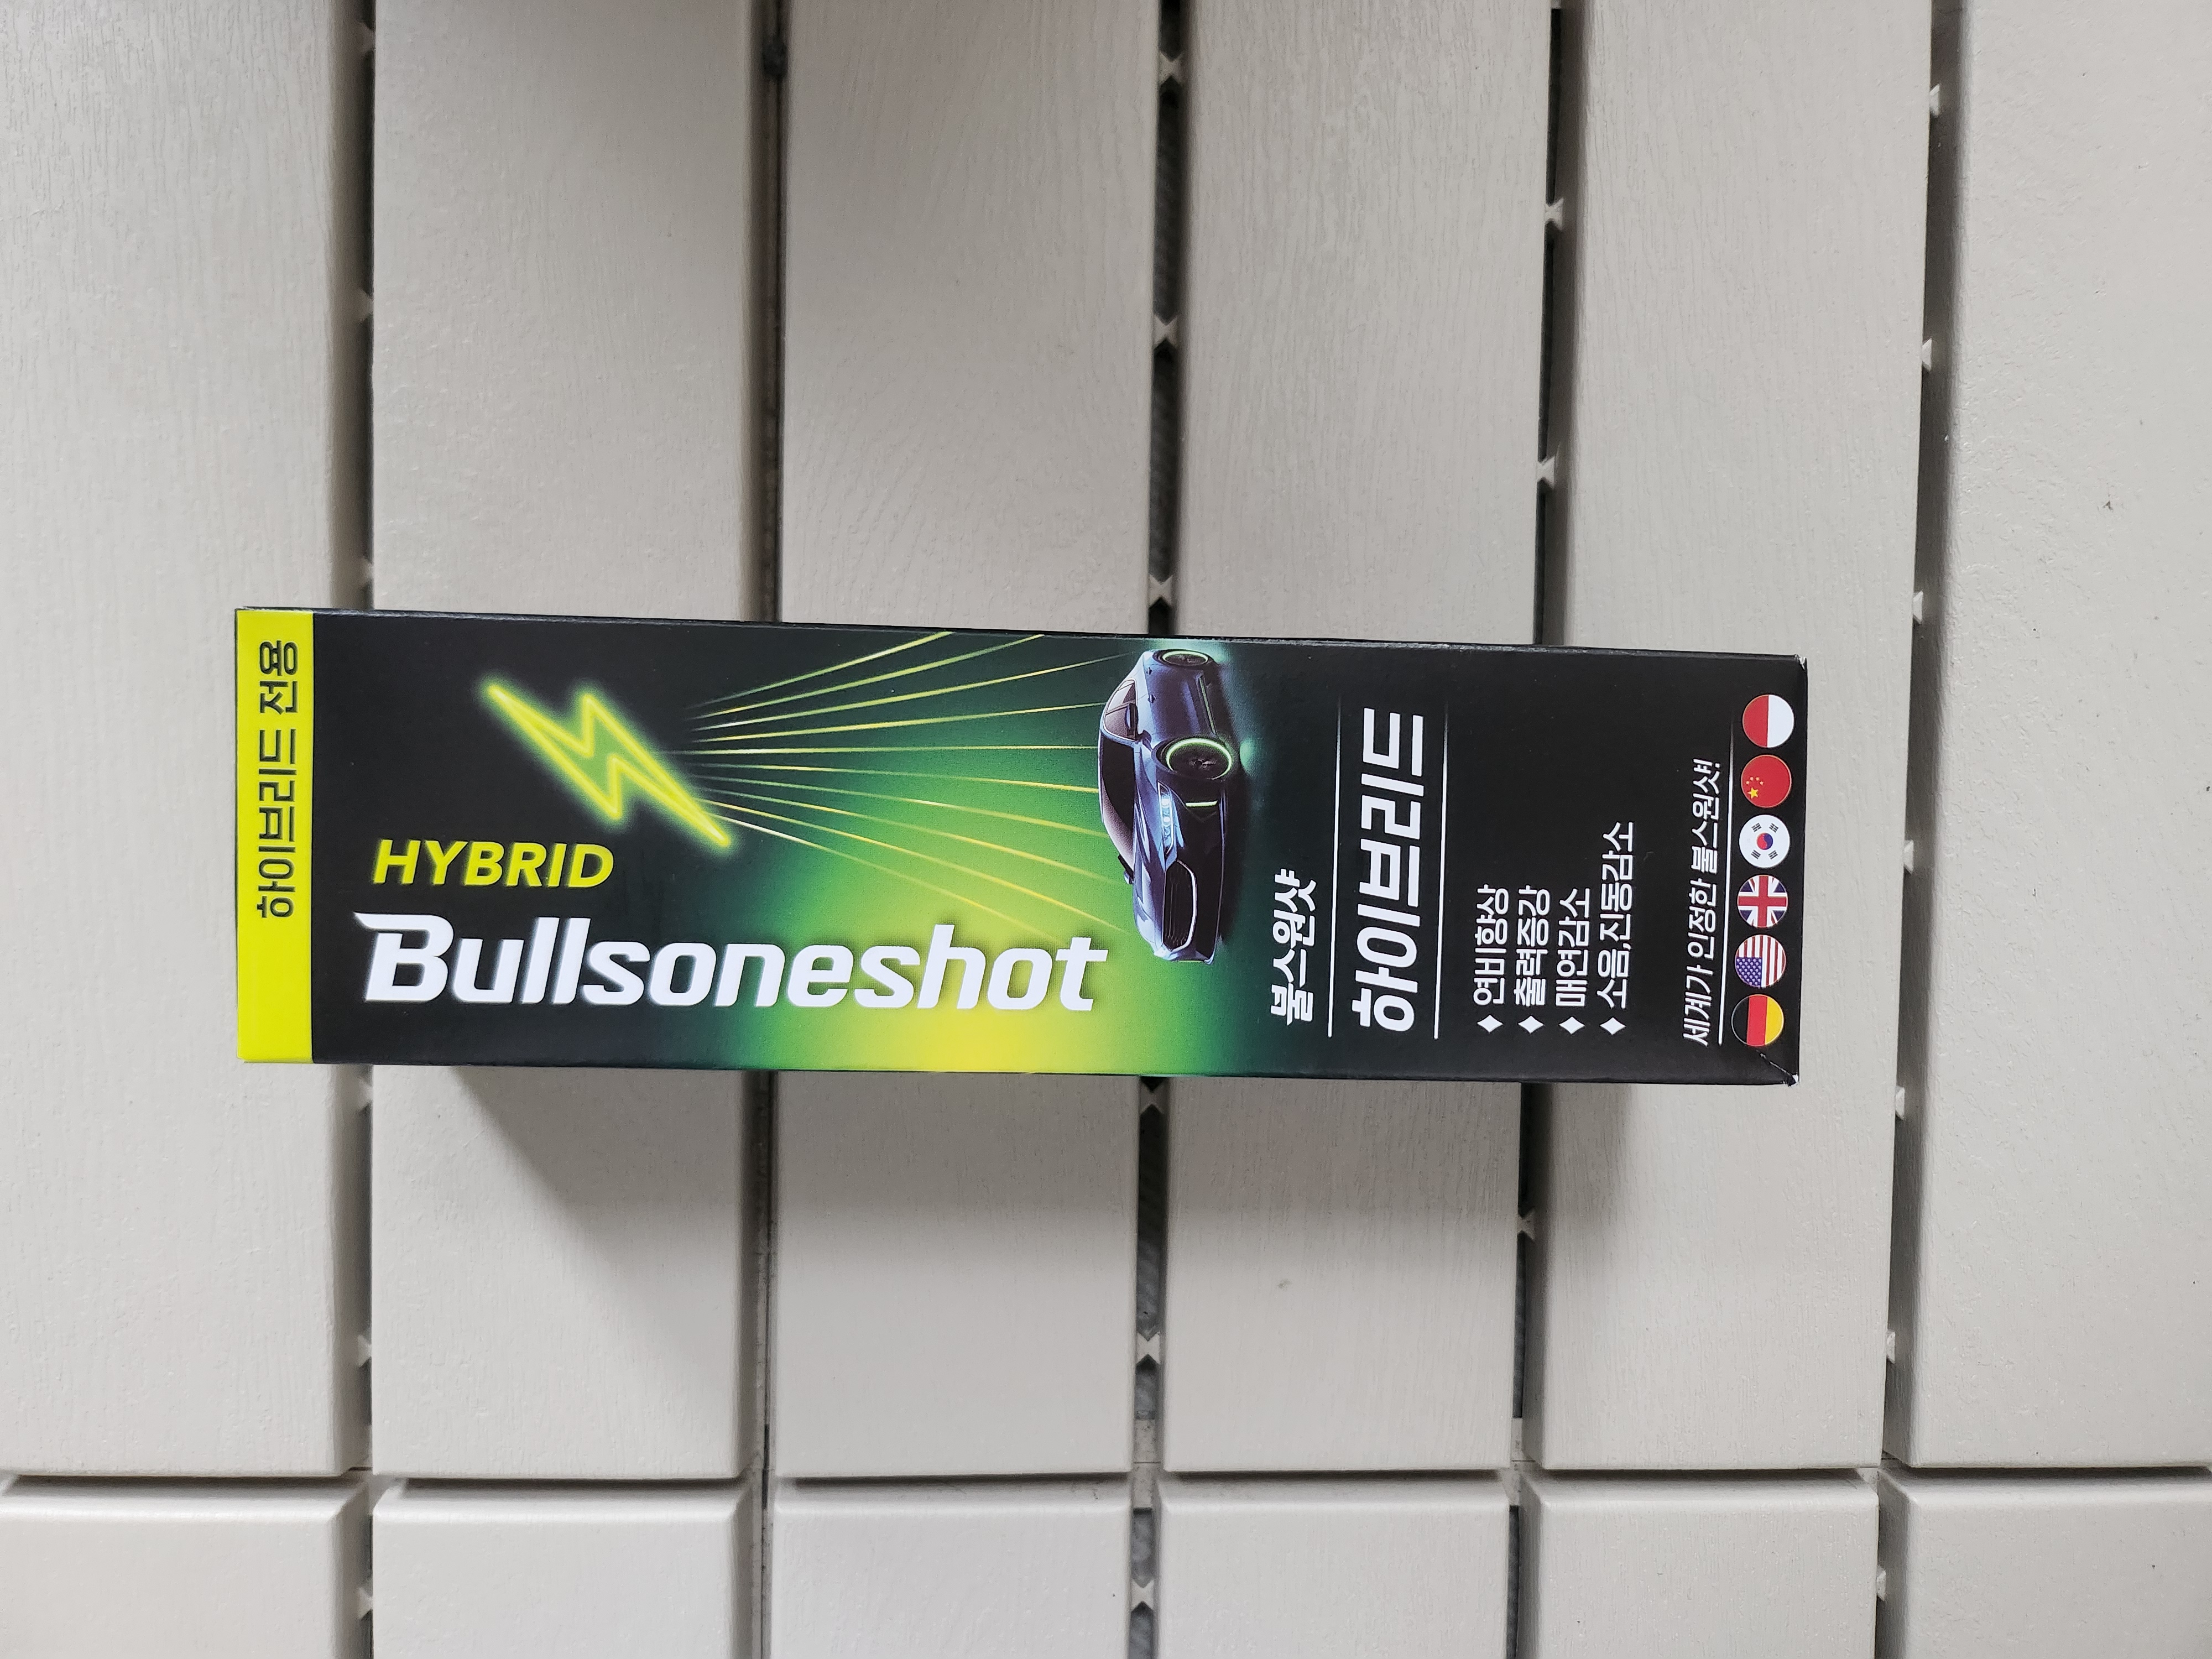 하이브리드 전용
HYBRID
Bullsoneshot
불스원샷
하이브리드
연비향상
출력증강
매연감소
소음,진동감소
세계가 인정한 불스원샷!